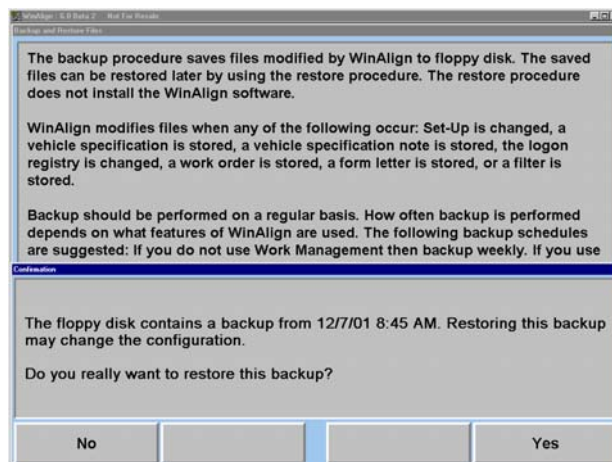 WinAlign : 6.0 Beta 2 Not For Resale
Backup and Restore Files
The backup procedure saves files modified by WinAlign to floppy disk. The saved
files can be restored later by using the restore procedure. The restore procedure
does not install the WinAlign software.
WinAlign modifies files when any of the following occur: Set-Up is changed, a
vehicle specification is stored, a vehicle specification note is stored, the logon
registry is changed, a work order is stored, a form letter is stored, or a filter is
stored.
Backup should be performed on a regular basis. How often backup is performed
depends on what features of WinAlign are used. The following backup schedules
are suggested: If you do not use Work Management then backup weekly. If you use
Confirmation
The floppy disk contains a backup from 12/7/01 8:45 AM. Restoring this backup
may change the configuration.
Do you really want to restore this backup?
No
Yes